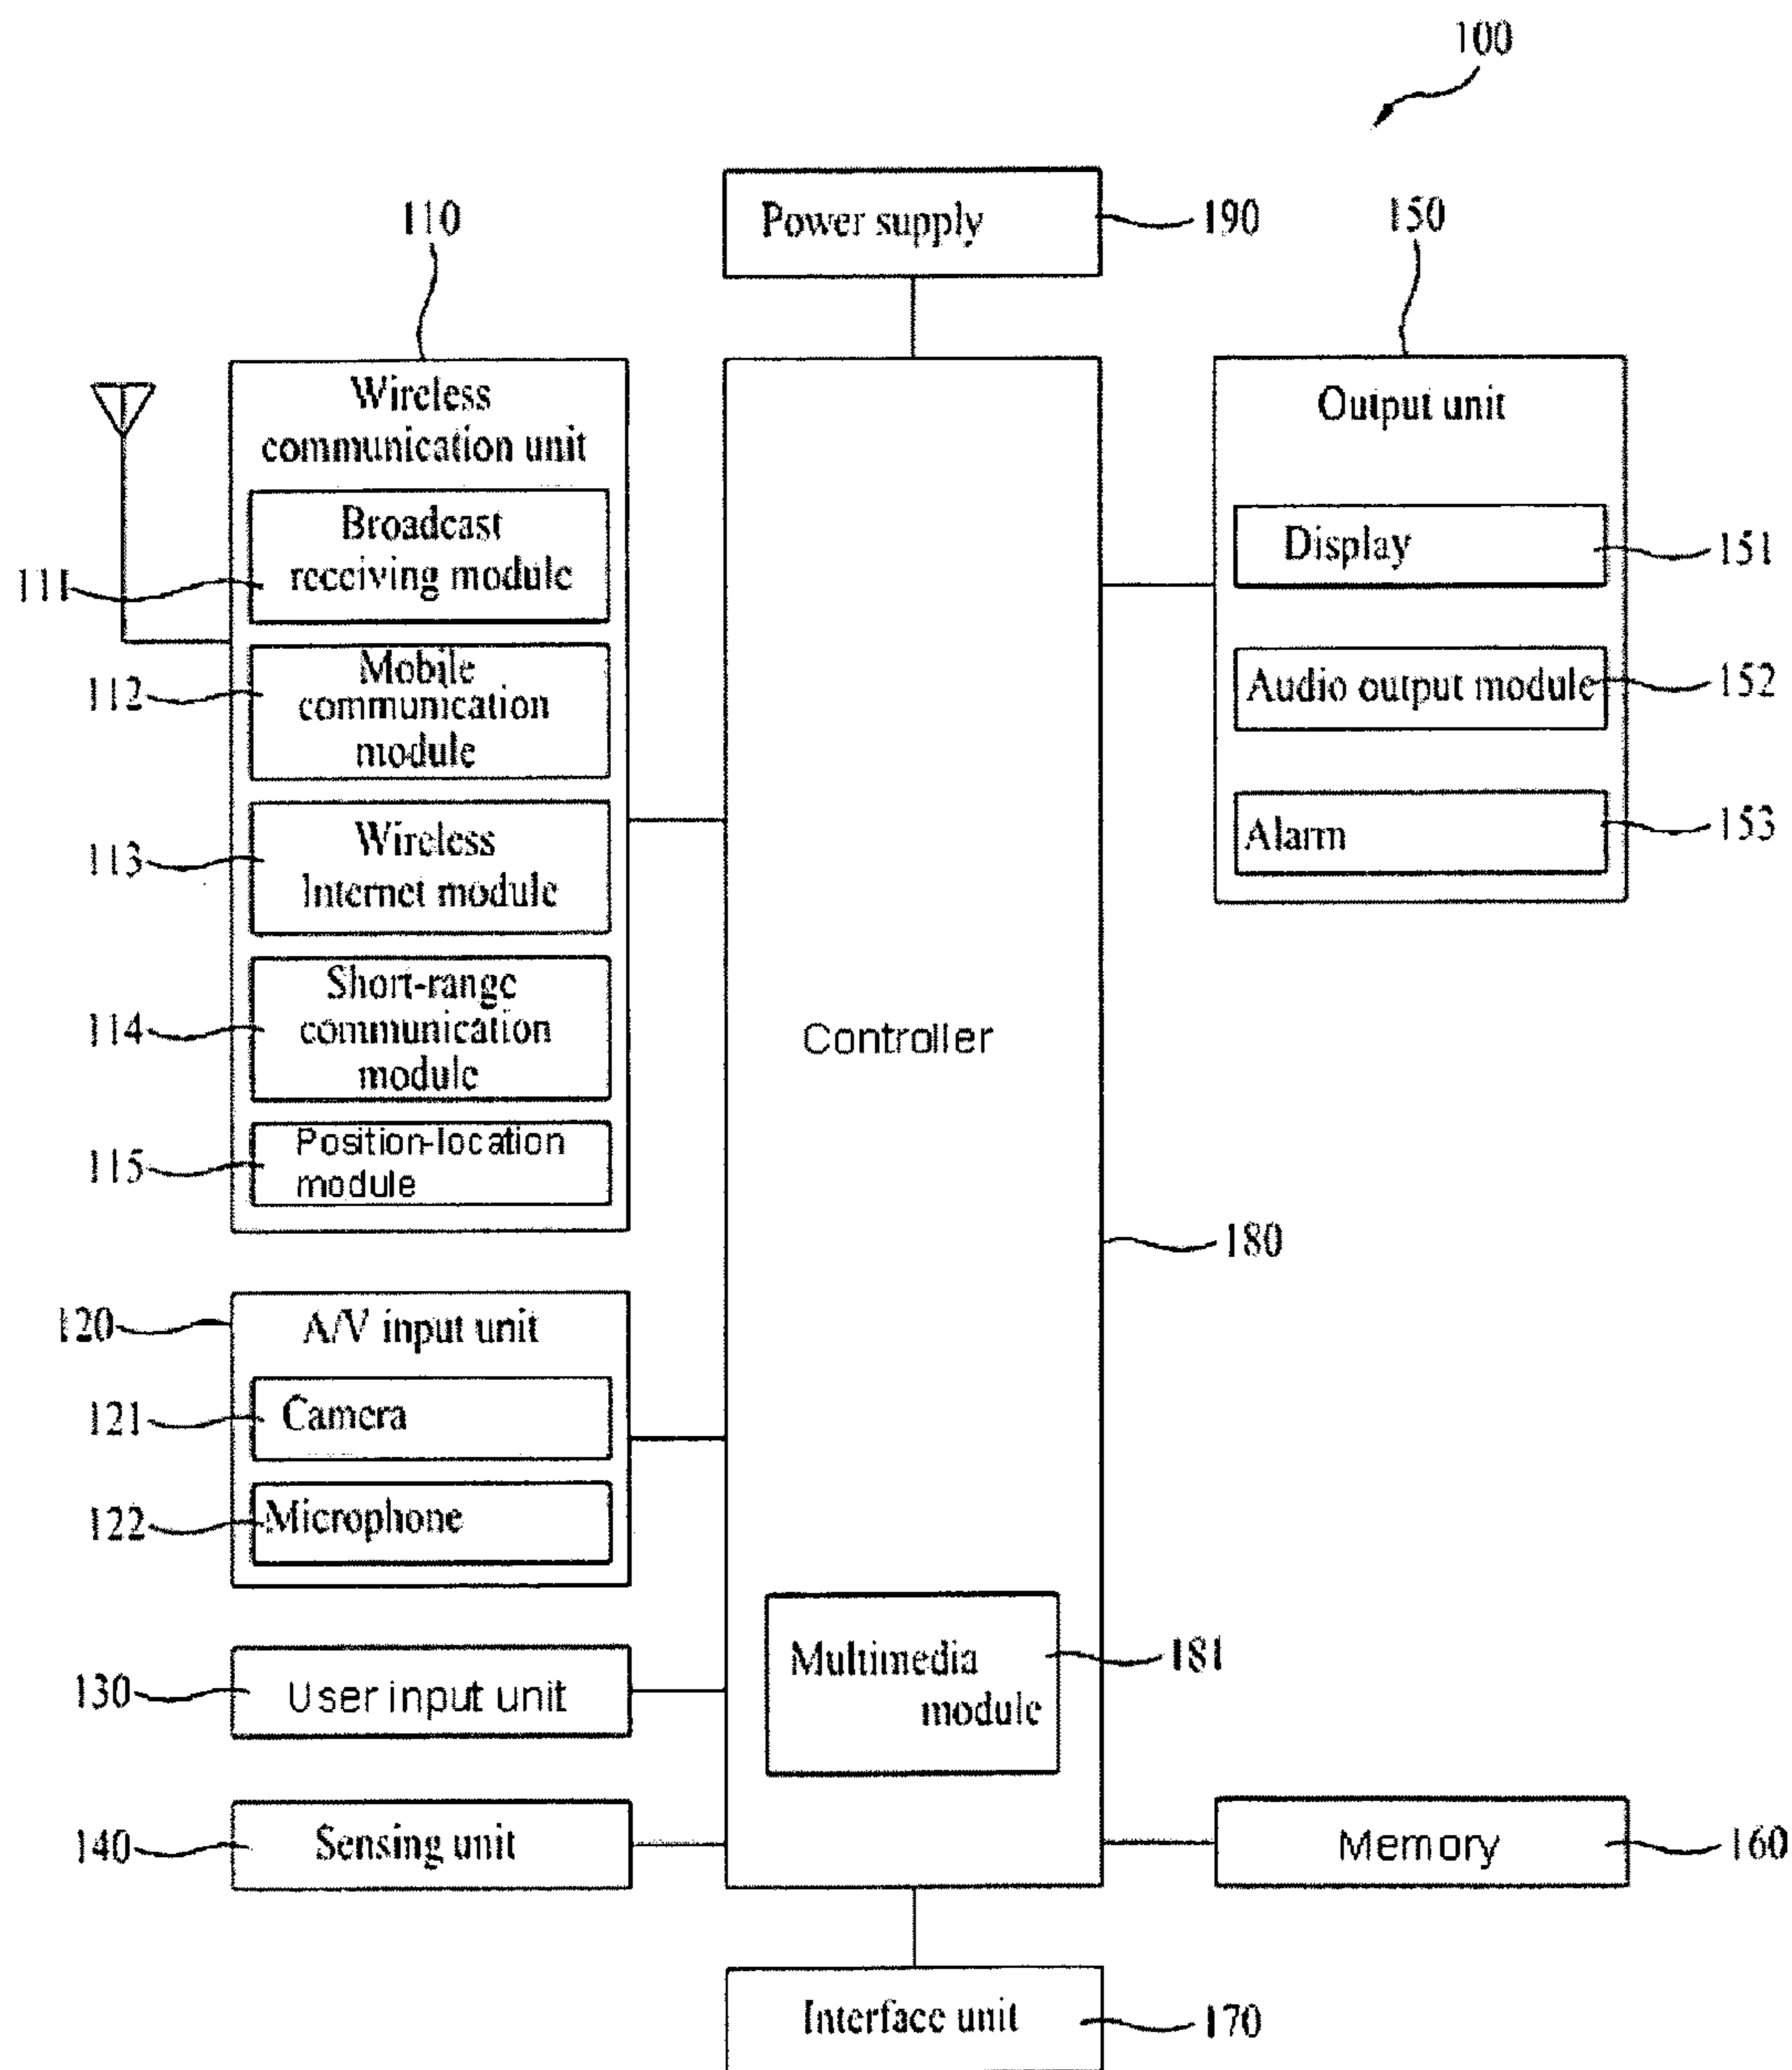 100
Power supply
190
110
150
Wireless
communication unit
Output unit
Broadcast
receiving module
111
Display
151
Mobile
communication
module
112
Audio output module
152
Wireless
Internet module
113
Alarm
153
Short-range
communication
module
114
Controller
Position-location
module
115
180
120
A/V input unit
121
Camera
122
Microphone
Multimedia
module
181
130
User input unit
140
Sensing unit
Memory
160
Interface unit
170